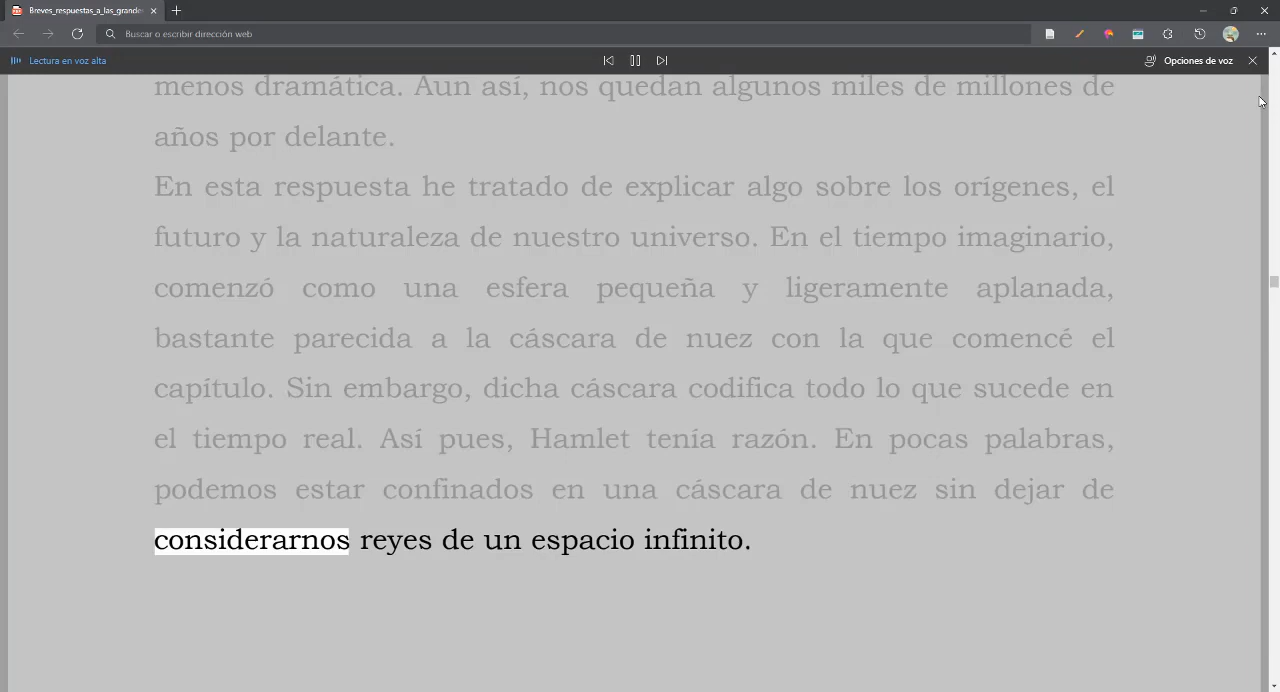 Breves_respuestas_a_las_grande
Buscar o escribir dirección web
Lectura en voz alta
Opciones de voz
menos dramática. Aun así, nos quedan algunos miles de millones de
años por delante.
En esta respuesta he tratado de explicar algo sobre los orígenes, el
futuro y la naturaleza de nuestro universo. En el tiempo imaginario,
comenzó como una esfera pequeña y ligeramente aplanada,
bastante parecida a la cáscara de nuez con la que comencé el
capítulo. Sin embargo, dicha cáscara codifica todo lo que sucede en
el tiempo real. Así pues, Hamlet tenía razón. En pocas palabras,
podemos estar confinados en una cáscara de nuez sin dejar de
considerarnos reyes de un espacio infinito.